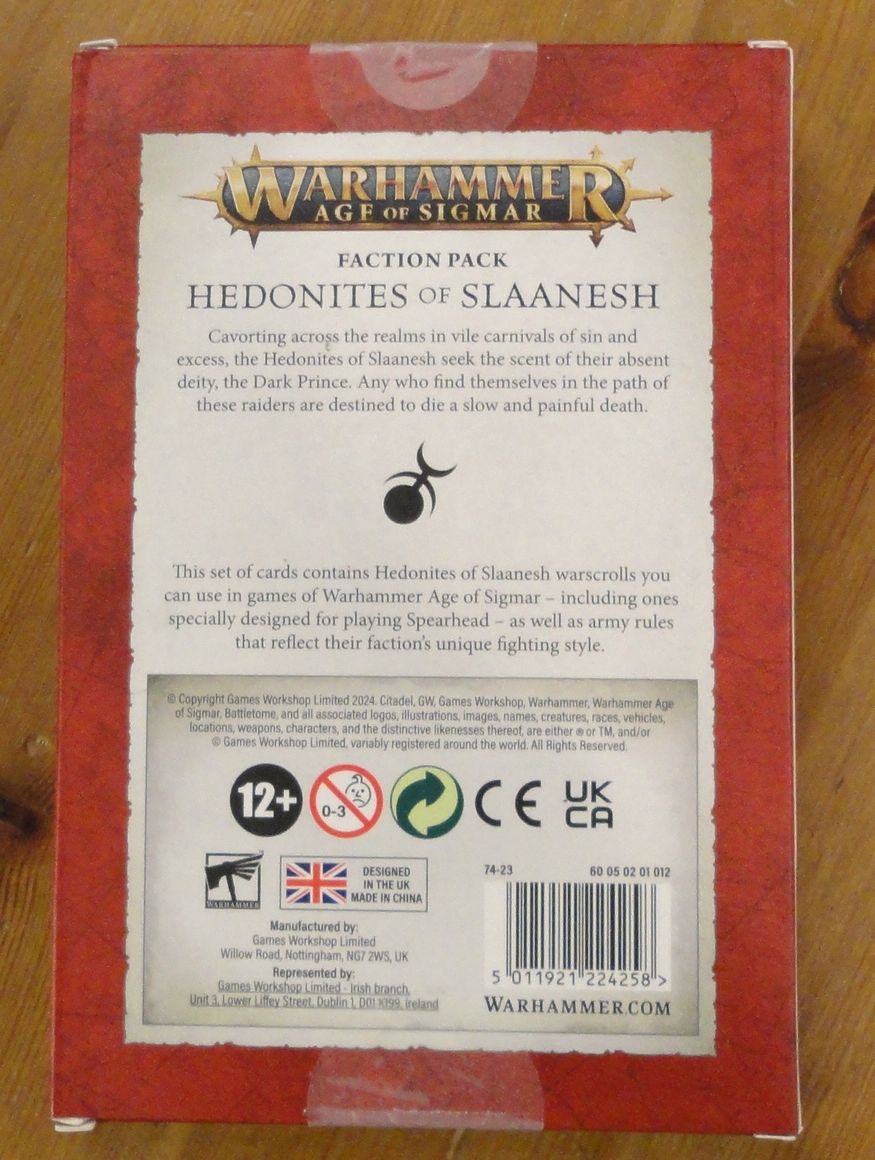 WARHAMMER
AGE OF SIGMAR
FACTION PACK
HEDONITES OF SLAANESH
Cavorting across the realms in vile carnivals of sin and
excess, the Hedonites of Slaanesh seek the scent of their absent
deity, the Dark Prince. Any who find themselves in the path of
these raiders are destined to die a slow and painful death.
This set of cards contains Hedonites of Slaanesh warscrolls you
can use in games of Warhammer Age of Sigmar – including ones
specially designed for playing Spearhead – as well as army rules
that reflect their faction's unique fighting style.
© Copyright Games Workshop Limited 2024. Citadel, GW, Games Workshop, Warhammer, Warhammer Age
of Sigmar, Battletome, and all associated logos, illustrations, images, names, creatures, races, vehicles,
locations, weapons, characters, and the distinctive likenesses thereof, are either ® or TM, and/or
© Games Workshop Limited, variably registered around the world. All Rights Reserved.
12+
0-3
CE
UK
CA
WARHAMMER
DESIGNED
IN THE UK
MADE IN CHINA
Manufactured by:
Games Workshop Limited
Willow Road, Nottingham, NG7 2WS, UK
Represented by:
Games Workshop Limited - Irish branch,
Unit 3, Lower Liffey Street, Dublin 1, D01 K199, Ireland
74-23 60 05 02 01 012
5 011921 224258 >
WARHAMMER.COM